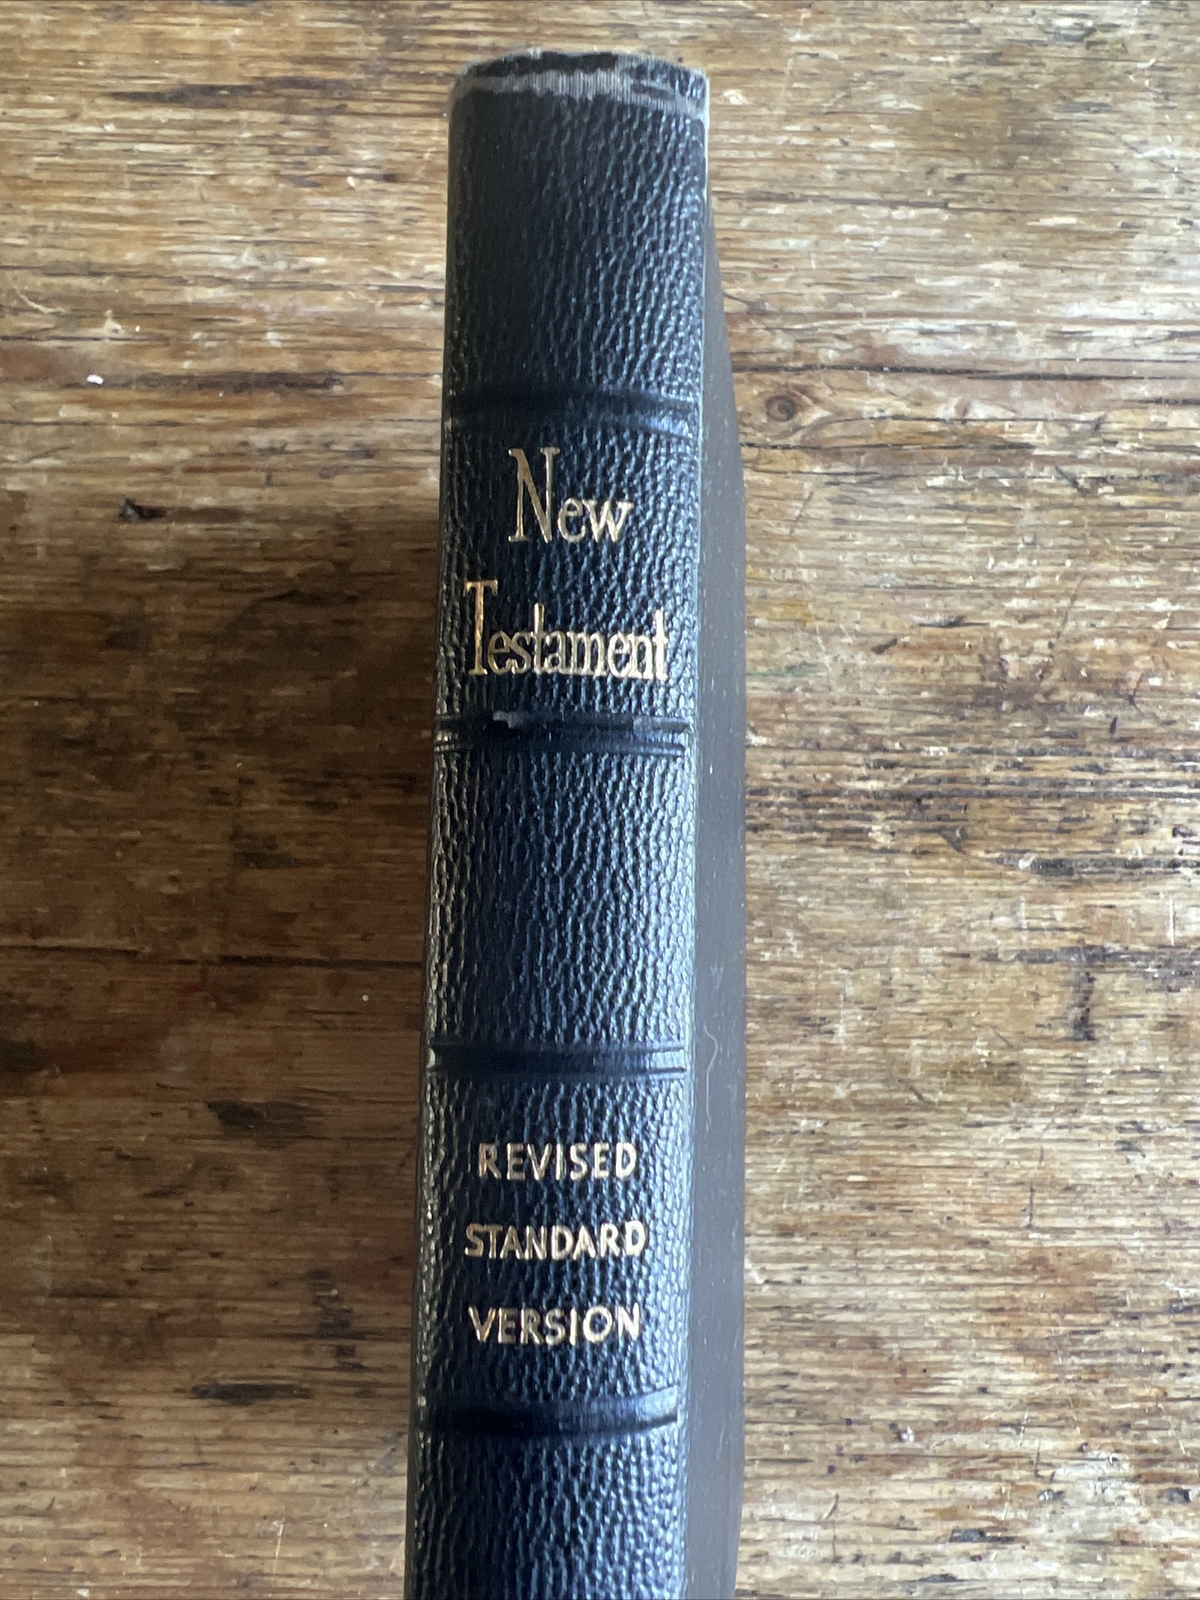 New
Testament
REVISED
STANDARD
VERSION